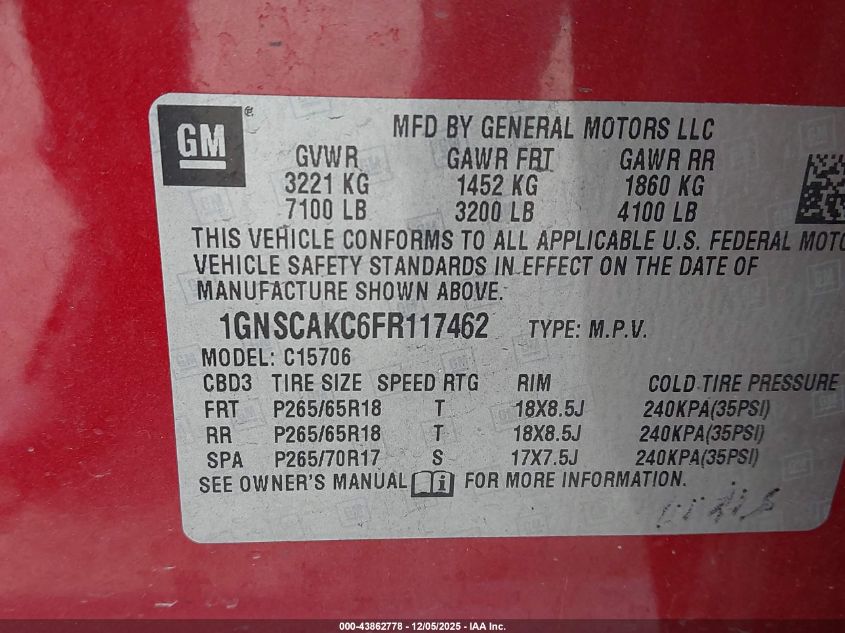 GM
MFD BY GENERAL MOTORS LLC
GVWR GAWR FRT GAWR RR
3221 KG 1452 KG 1860 KG
7100 LB 3200 LB 4100 LB
THIS VEHICLE CONFORMS TO ALL APPLICABLE U.S. FEDERAL MOTO
VEHICLE SAFETY STANDARDS IN EFFECT ON THE DATE OF
MANUFACTURE SHOWN ABOVE.
1GNSCAKC6FR117462 TYPE: M.P.V.
MODEL: C15706
CBD3 TIRE SIZE SPEED RTG RIM COLD TIRE PRESSURE
FRT P265/65R18 T 18X8.5J 240KPA(35PSI)
RR P265/65R18 T 18X8.5J 240KPA(35PSI)
SPA P265/70R17 S 17X7.5J 240KPA(35PSI)
SEE OWNER'S MANUAL FOR MORE INFORMATION.
000-43862778 - 12/05/2025 - IAA Inc.